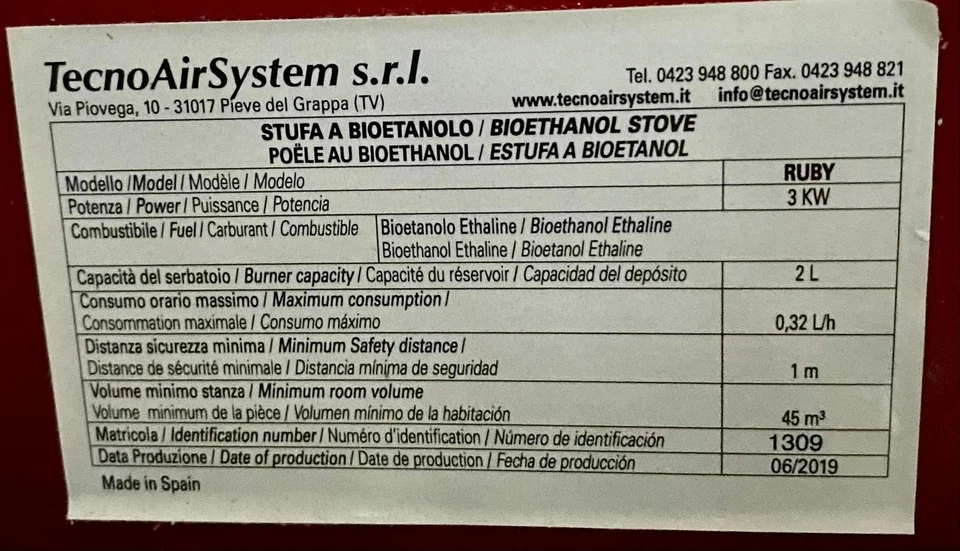 TecnoAirSystem s.r.l.
Tel. 0423 948 800 Fax. 0423 948 821
Via Piovega, 10 - 31017 Pieve del Grappa (TV)
www.tecnoairsystem.it info@tecnoairsystem.it
STUFA A BIOETANOLO / BIOETHANOL STOVE
POËLE AU BIOETHANOL / ESTUFA A BIOETANOL
Modello /Model / Modèle / Modelo RUBY
Potenza / Power / Puissance / Potencia 3 KW
Combustibile / Fuel / Carburant / Combustible Bioetanolo Ethaline / Bioethanol Ethaline
Bioethanol Ethaline / Bioetanol Ethaline
Capacità del serbatoio / Burner capacity / Capacité du réservoir / Capacidad del depósito 2 L
Consumo orario massimo / Maximum consumption /
Consommation maximale / Consumo máximo 0,32 L/h
Distanza sicurezza minima / Minimum Safety distance /
Distance de sécurité minimale / Distancia mínima de seguridad 1 m
Volume minimo stanza / Minimum room volume
Volume minimum de la pièce / Volumen mínimo de la habitación 45 m³
Matricola / Identification number / Numéro d'identification / Número de identificación 1309
Data Produzione / Date of production / Date de production / Fecha de producción 06/2019
Made in Spain